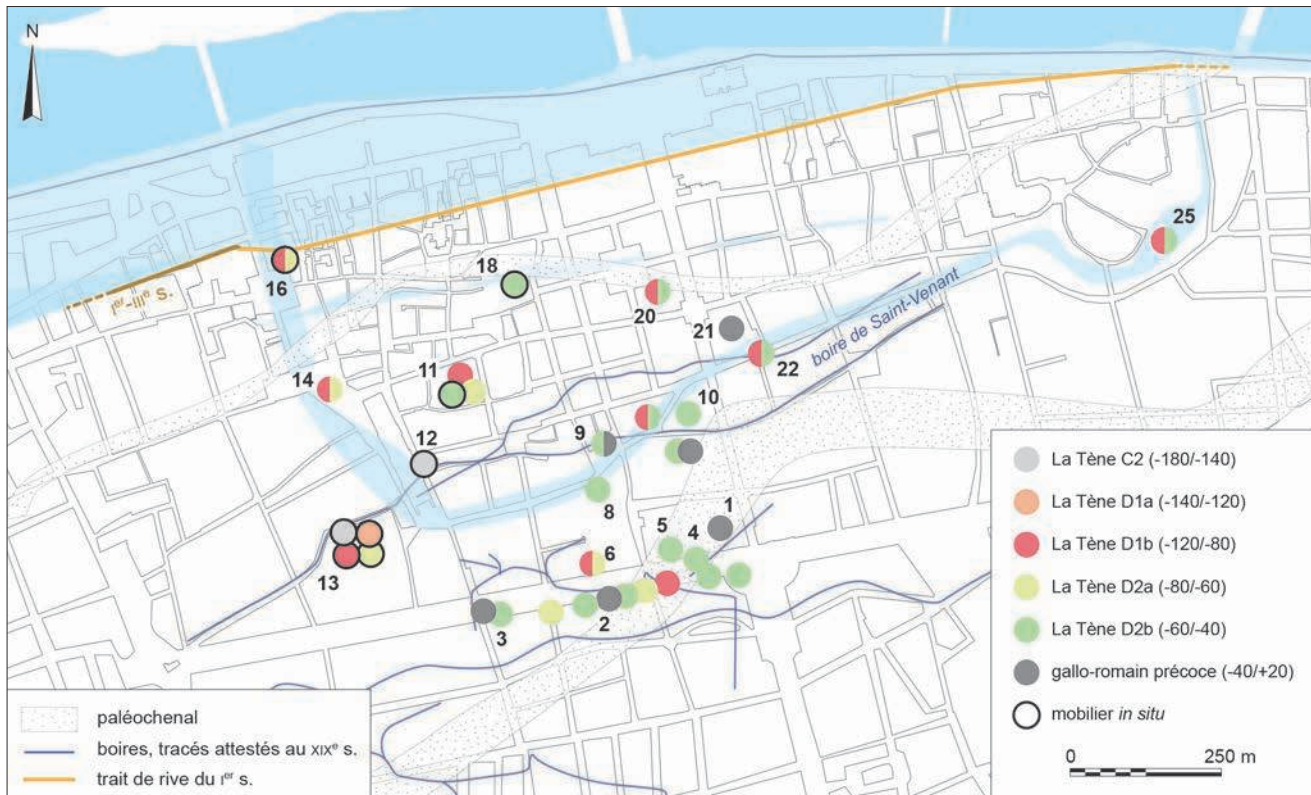 N
25
18
16
Iᵉʳ-IIIᵉ S.
20
21
boire de Saint-Venant
22
14
11
10
12
9
8
1
5
4
6
13
2
3
La Tène C2 (-180/-140)
La Tène D1a (-140/-120)
La Tène D1b (-120/-80)
La Tène D2a (-80/-60)
La Tène D2b (-60/-40)
gallo-romain précoce (-40/+20)
mobilier in situ
0 250 m
paléochenal
boires, tracés attestés au XIXᵉ s.
trait de rive du Iᵉʳ s.